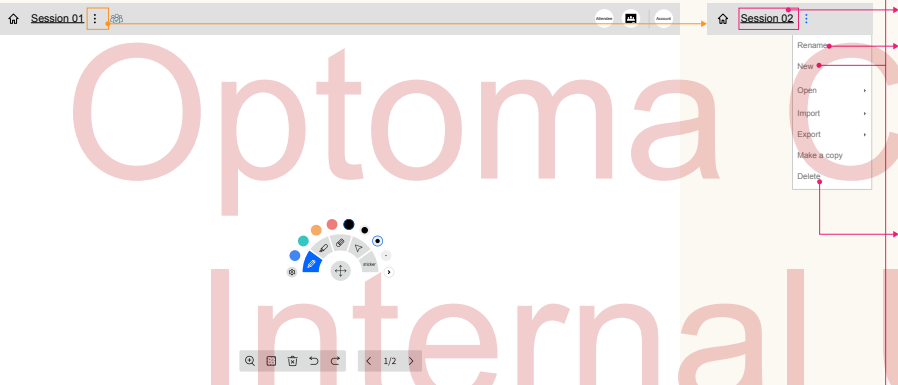 Session 01
Attendee
Account
Session 02
Rename
New
Open
Import
Export
Make a copy
Delete
Optoma C
sticker
Internal
1/2